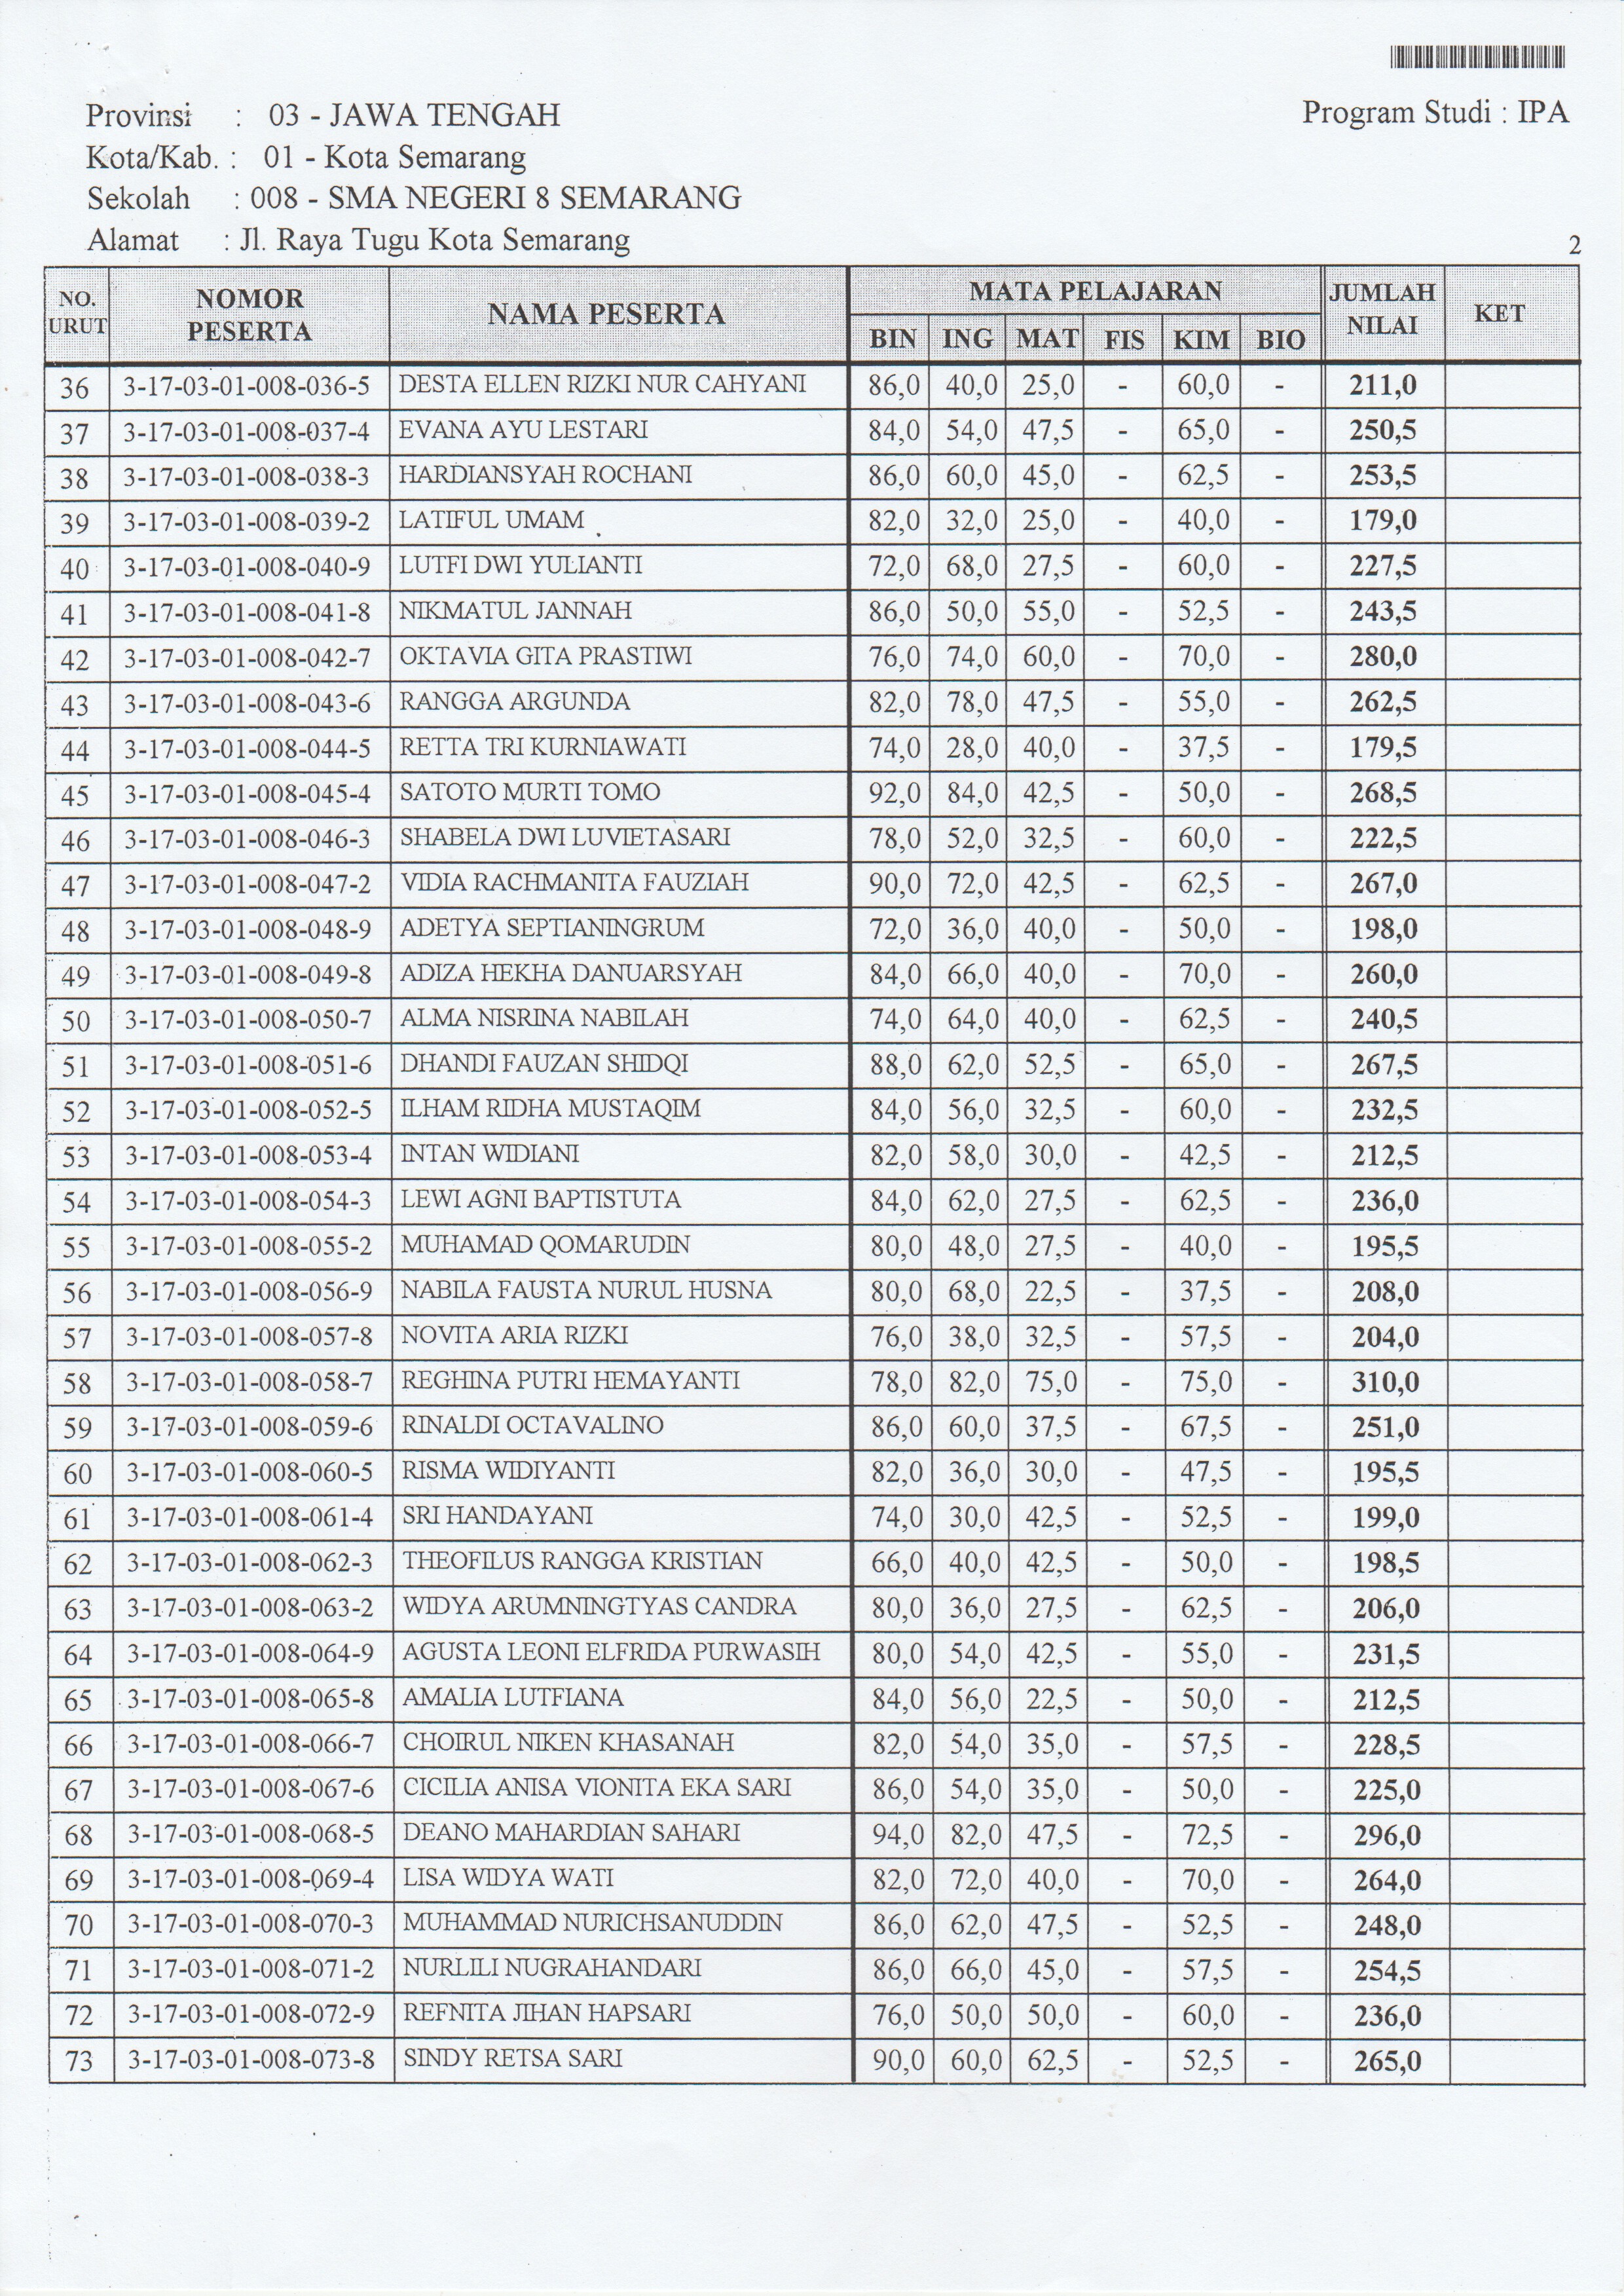 Provinsi : 03 - JAWA TENGAH
Program Studi : IPA
Kota/Kab. : 01 - Kota Semarang
Sekolah : 008 - SMA NEGERI 8 SEMARANG
Alamat : Jl. Raya Tugu Kota Semarang
2
NO. URUT NOMOR PESERTA NAMA PESERTA MATA PELAJARAN JUMLAH NILAI KET
BIN ING MAT FIS KIM BIO
36 3-17-03-01-008-036-5 DESTA ELLEN RIZKI NUR CAHYANI 86,0 40,0 25,0 - 60,0 - 211,0
37 3-17-03-01-008-037-4 EVANA AYU LESTARI 84,0 54,0 47,5 - 65,0 - 250,5
38 3-17-03-01-008-038-3 HARDIANSYAH ROCHANI 86,0 60,0 45,0 - 62,5 - 253,5
39 3-17-03-01-008-039-2 LATIFUL UMAM 82,0 32,0 25,0 - 40,0 - 179,0
40 3-17-03-01-008-040-9 LUTFI DWI YULIANTI 72,0 68,0 27,5 - 60,0 - 227,5
41 3-17-03-01-008-041-8 NIKMATUL JANNAH 86,0 50,0 55,0 - 52,5 - 243,5
42 3-17-03-01-008-042-7 OKTAVIA GITA PRASTIWI 76,0 74,0 60,0 - 70,0 - 280,0
43 3-17-03-01-008-043-6 RANGGA ARGUNDA 82,0 78,0 47,5 - 55,0 - 262,5
44 3-17-03-01-008-044-5 RETTA TRI KURNIAWATI 74,0 28,0 40,0 - 37,5 - 179,5
45 3-17-03-01-008-045-4 SATOTO MURTI TOMO 92,0 84,0 42,5 - 50,0 - 268,5
46 3-17-03-01-008-046-3 SHABELA DWI LUVIETASARI 78,0 52,0 32,5 - 60,0 - 222,5
47 3-17-03-01-008-047-2 VIDIA RACHMANITA FAUZIAH 90,0 72,0 42,5 - 62,5 - 267,0
48 3-17-03-01-008-048-9 ADETYA SEPTIANINGRUM 72,0 36,0 40,0 - 50,0 - 198,0
49 3-17-03-01-008-049-8 ADIZA HEKHA DANUARSYAH 84,0 66,0 40,0 - 70,0 - 260,0
50 3-17-03-01-008-050-7 ALMA NISRINA NABILAH 74,0 64,0 40,0 - 62,5 - 240,5
51 3-17-03-01-008-051-6 DHANDI FAUZAN SHIDQI 88,0 62,0 52,5 - 65,0 - 267,5
52 3-17-03-01-008-052-5 ILHAM RIDHA MUSTAQIM 84,0 56,0 32,5 - 60,0 - 232,5
53 3-17-03-01-008-053-4 INTAN WIDIANI 82,0 58,0 30,0 - 42,5 - 212,5
54 3-17-03-01-008-054-3 LEWI AGNI BAPTISTUTA 84,0 62,0 27,5 - 62,5 - 236,0
55 3-17-03-01-008-055-2 MUHAMAD QOMARUDIN 80,0 48,0 27,5 - 40,0 - 195,5
56 3-17-03-01-008-056-9 NABILA FAUSTA NURUL HUSNA 80,0 68,0 22,5 - 37,5 - 208,0
57 3-17-03-01-008-057-8 NOVITA ARIA RIZKI 76,0 38,0 32,5 - 57,5 - 204,0
58 3-17-03-01-008-058-7 REGHINA PUTRI HEMAYANTI 78,0 82,0 75,0 - 75,0 - 310,0
59 3-17-03-01-008-059-6 RINALDI OCTAVALINO 86,0 60,0 37,5 - 67,5 - 251,0
60 3-17-03-01-008-060-5 RISMA WIDIYANTI 82,0 36,0 30,0 - 47,5 - 195,5
61 3-17-03-01-008-061-4 SRI HANDAYANI 74,0 30,0 42,5 - 52,5 - 199,0
62 3-17-03-01-008-062-3 THEOFILUS RANGGA KRISTIAN 66,0 40,0 42,5 - 50,0 - 198,5
63 3-17-03-01-008-063-2 WIDYA ARUMNINGTYAS CANDRA 80,0 36,0 27,5 - 62,5 - 206,0
64 3-17-03-01-008-064-9 AGUSTA LEONI ELFRIDA PURWASIH 80,0 54,0 42,5 - 55,0 - 231,5
65 3-17-03-01-008-065-8 AMALIA LUTFIANA 84,0 56,0 22,5 - 50,0 - 212,5
66 3-17-03-01-008-066-7 CHOIRUL NIKEN KHASANAH 82,0 54,0 35,0 - 57,5 - 228,5
67 3-17-03-01-008-067-6 CICILIA ANISA VIONITA EKA SARI 86,0 54,0 35,0 - 50,0 - 225,0
68 3-17-03-01-008-068-5 DEANO MAHARDIAN SAHARI 94,0 82,0 47,5 - 72,5 - 296,0
69 3-17-03-01-008-069-4 LISA WIDYA WATI 82,0 72,0 40,0 - 70,0 - 264,0
70 3-17-03-01-008-070-3 MUHAMMAD NURICHSANUDDIN 86,0 62,0 47,5 - 52,5 - 248,0
71 3-17-03-01-008-071-2 NURLILI NUGRAHANDARI 86,0 66,0 45,0 - 57,5 - 254,5
72 3-17-03-01-008-072-9 REFNITA JIHAN HAPSARI 76,0 50,0 50,0 - 60,0 - 236,0
73 3-17-03-01-008-073-8 SINDY RETSA SARI 90,0 60,0 62,5 - 52,5 - 265,0